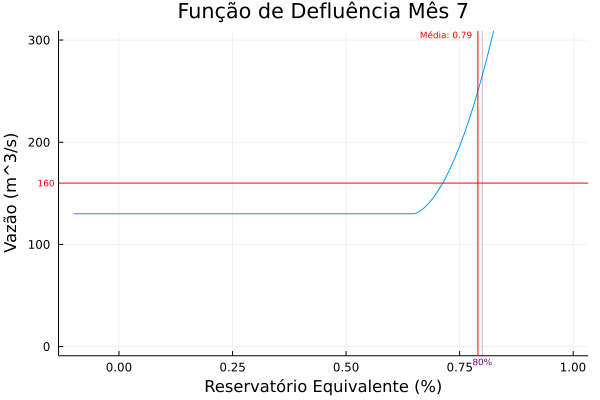 Função de Defluência Mês 7
Média: 0.79
300
200
160
100
0
Vazão (m^3/s)
0.00
0.25
0.50
0.75
80%
1.00
Reservatório Equivalente (%)